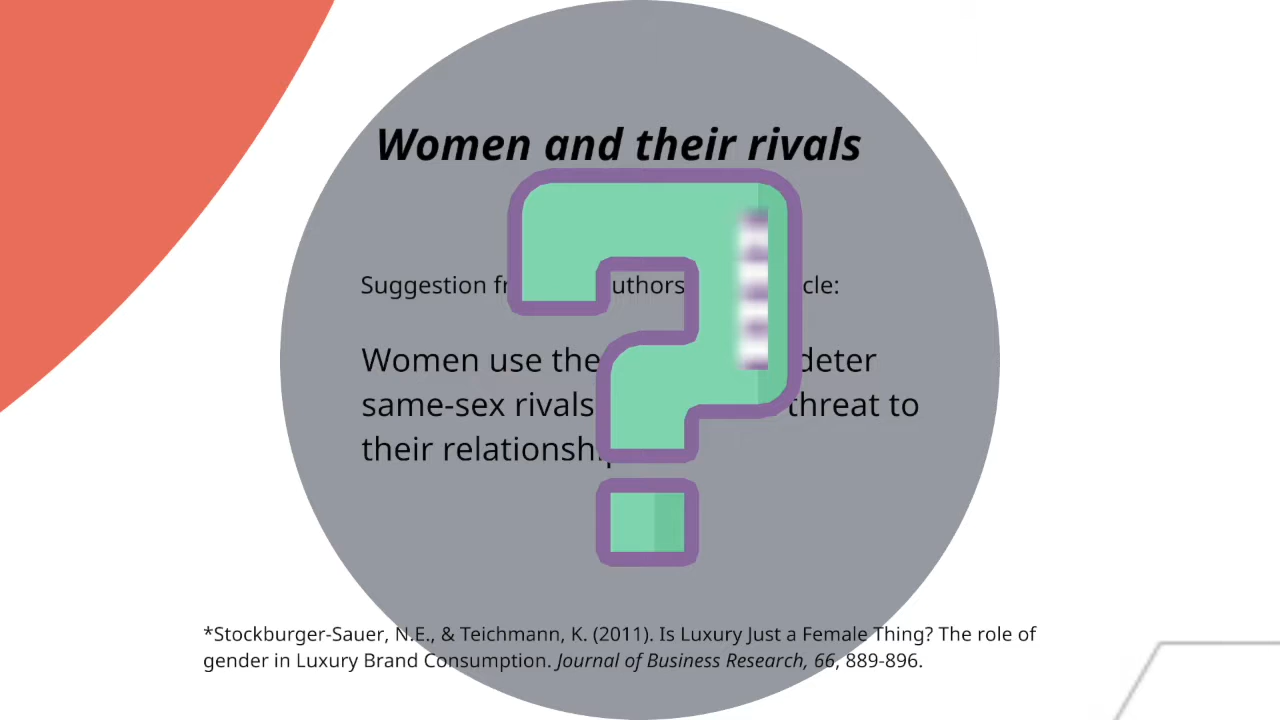 Women and their rivals
Suggestion uthors cle:
Women use the deter
same-sex rivals threat to
their
*Stockburger-Sauer, N.E., & Teichmann, K. (2011). Is Luxury Just a Female Thing? The role of
gender in Luxury Brand Consumption. Journal of Business Research, 66, 889-896.